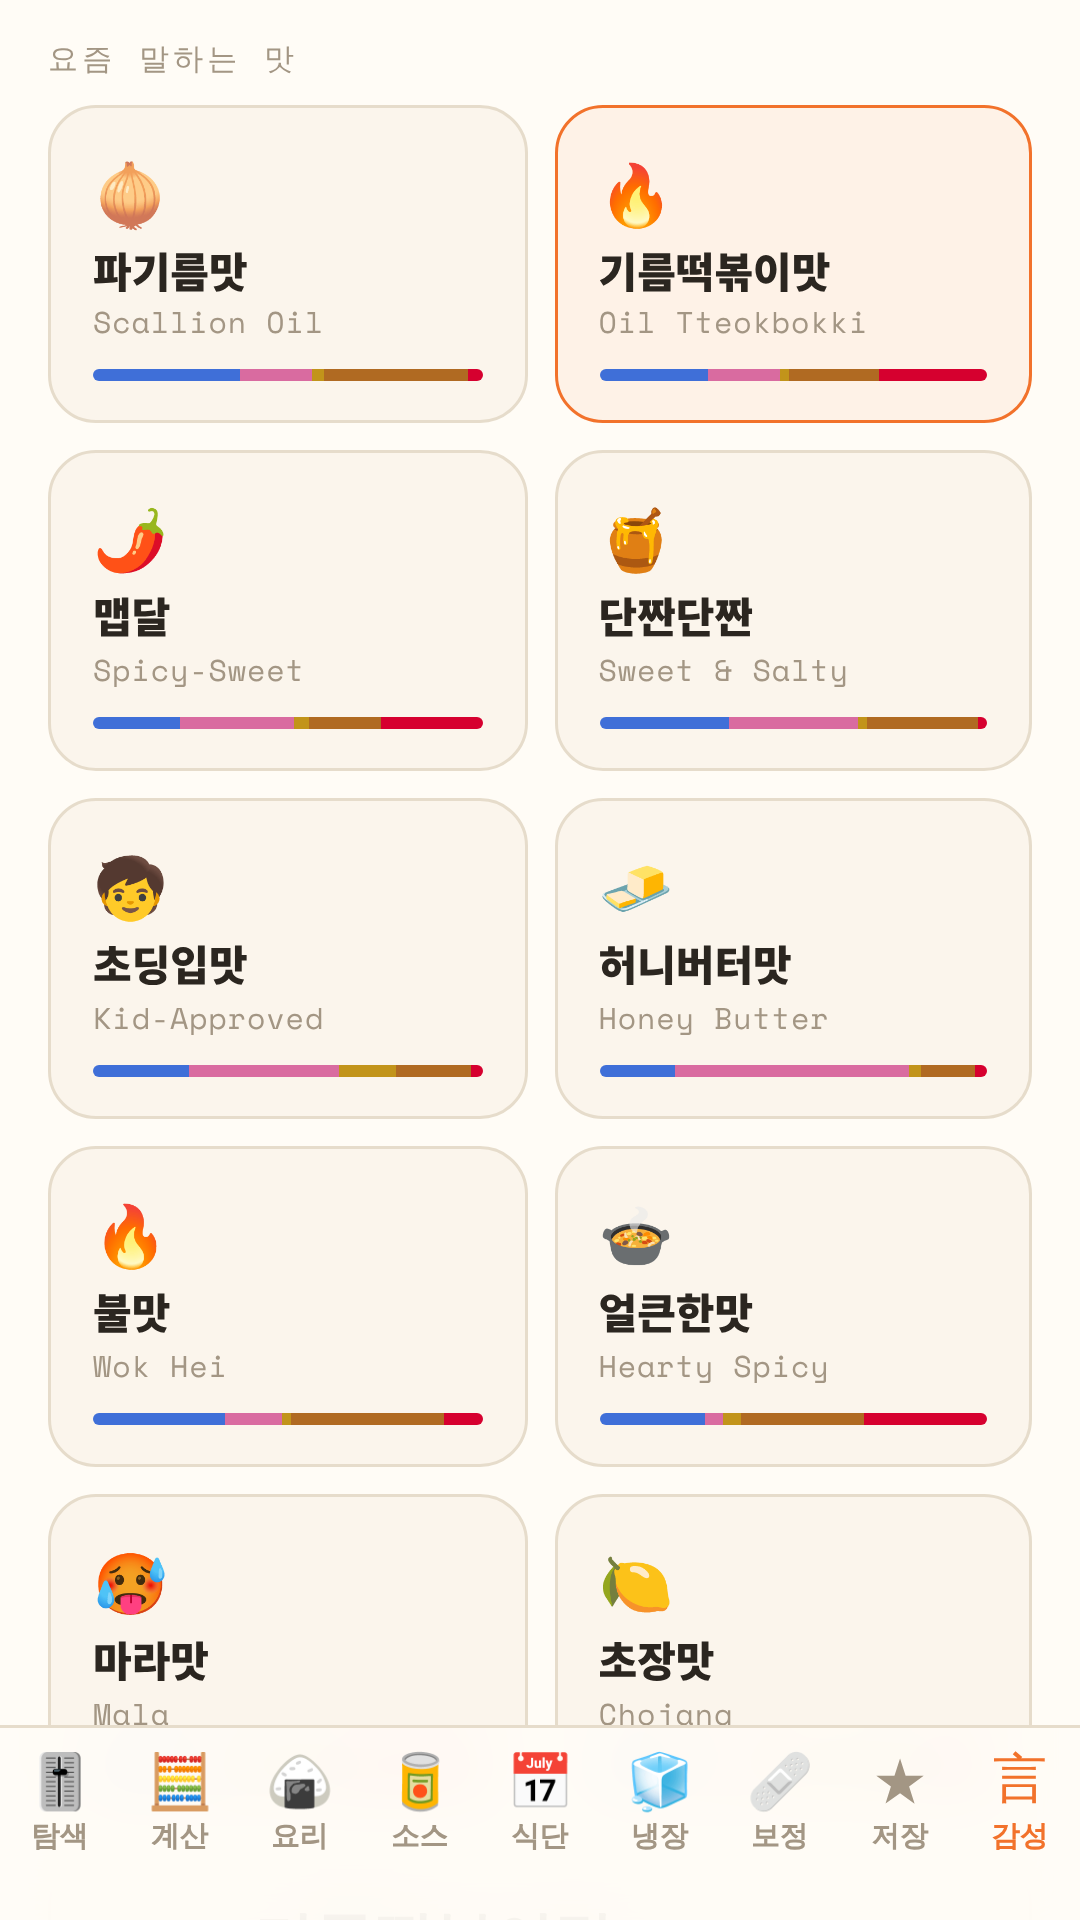 요즘 말하는 맛
파기름맛
Scallion Oil
기름떡볶이맛
Oil Tteokbokki
맵달
Spicy-Sweet
단짠단짠
Sweet & Salty
초딩입맛
Kid-Approved
허니버터맛
Honey Butter
불맛
Wok Hei
얼큰한맛
Hearty Spicy
마라맛
Mala
초장맛
Chojang
July
17
言
탐색 계산 요리 소스 식단 냉장 보정 저장 감성